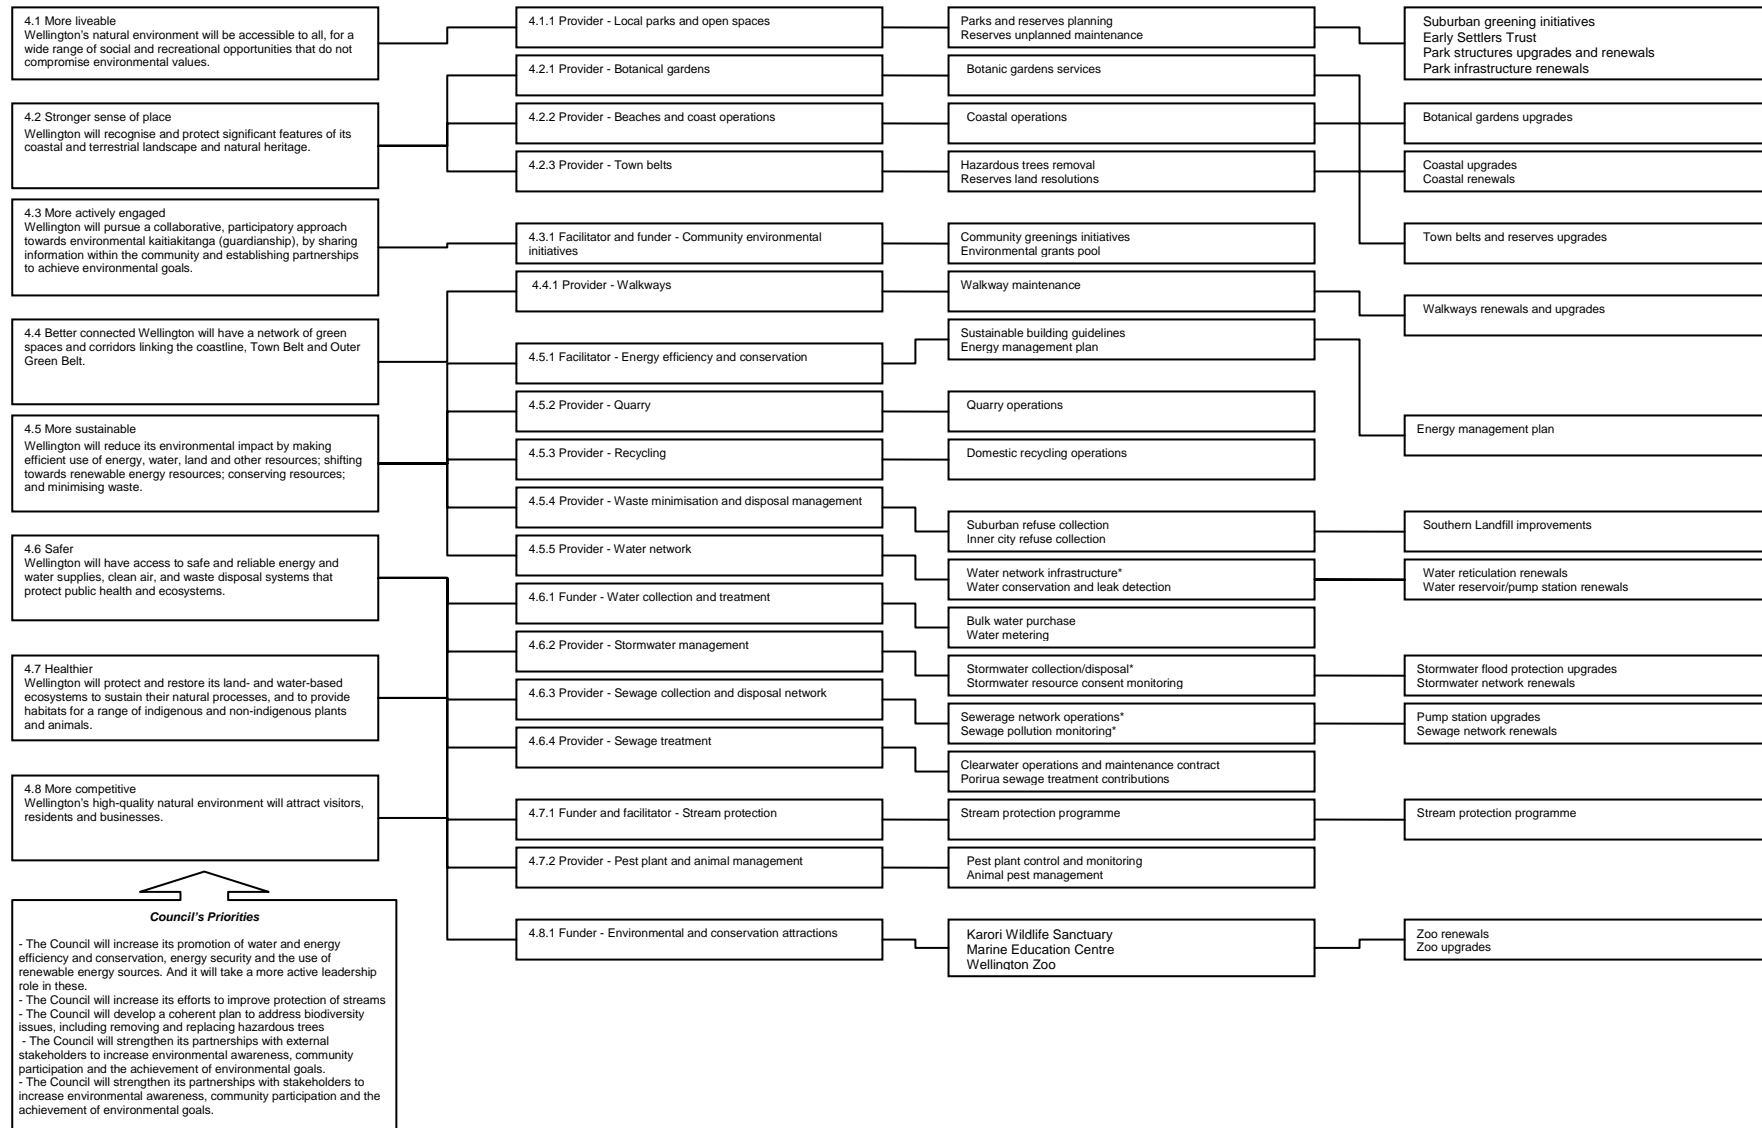 4.1 More liveable
Wellington's natural environment will be accessible to all, for a
wide range of social and recreational opportunities that do not
compromise environmental values.
4.2 Stronger sense of place
Wellington will recognise and protect significant features of its
coastal and terrestrial landscape and natural heritage.
4.3 More actively engaged
Wellington will pursue a collaborative, participatory approach
towards environmental kaitiakitanga (guardianship), by sharing
information within the community and establishing partnerships
to achieve environmental goals.
4.4 Better connected Wellington will have a network of green
spaces and corridors linking the coastline, Town Belt and Outer
Green Belt.
4.5 More sustainable
Wellington will reduce its environmental impact by making
efficient use of energy, water, land and other resources; shifting
towards renewable energy resources; conserving resources;
and minimising waste.
4.6 Safer
Wellington will have access to safe and reliable energy and
water supplies, clean air, and waste disposal systems that
protect public health and ecosystems.
4.7 Healthier
Wellington will protect and restore its land- and water-based
ecosystems to sustain their natural processes, and to provide
habitats for a range of indigenous and non-indigenous plants
and animals.
4.8 More competitive
Wellington's high-quality natural environment will attract visitors,
residents and businesses.
Council's Priorities
- The Council will increase its promotion of water and energy
efficiency and conservation, energy security and the use of
renewable energy sources. And it will take a more active leadership
role in these.
- The Council will increase its efforts to improve protection of streams
- The Council will develop a coherent plan to address biodiversity
issues, including removing and replacing hazardous trees
- The Council will strengthen its partnerships with external
stakeholders to increase environmental awareness, community
participation and the achievement of environmental goals.
- The Council will strengthen its partnerships with stakeholders to
increase environmental awareness, community participation and the
achievement of environmental goals.
4.1.1 Provider - Local parks and open spaces
4.2.1 Provider - Botanical gardens
4.2.2 Provider - Beaches and coast operations
4.2.3 Provider - Town belts
4.3.1 Facilitator and funder - Community environmental
initiatives
4.4.1 Provider - Walkways
4.5.1 Facilitator - Energy efficiency and conservation
4.5.2 Provider - Quarry
4.5.3 Provider - Recycling
4.5.4 Provider - Waste minimisation and disposal management
4.5.5 Provider - Water network
4.6.1 Funder - Water collection and treatment
4.6.2 Provider - Stormwater management
4.6.3 Provider - Sewage collection and disposal network
4.6.4 Provider - Sewage treatment
4.7.1 Funder and facilitator - Stream protection
4.7.2 Provider - Pest plant and animal management
4.8.1 Funder - Environmental and conservation attractions
Parks and reserves planning
Reserves unplanned maintenance
Botanic gardens services
Coastal operations
Hazardous trees removal
Reserves land resolutions
Community greenings initiatives
Environmental grants pool
Walkway maintenance
Sustainable building guidelines
Energy management plan
Quarry operations
Domestic recycling operations
Suburban refuse collection
Inner city refuse collection
Water network infrastructure*
Water conservation and leak detection
Bulk water purchase
Water metering
Stormwater collection/disposal*
Stormwater resource consent monitoring
Sewerage network operations*
Sewage pollution monitoring*
Clearwater operations and maintenance contract
Porirua sewage treatment contributions
Stream protection programme
Pest plant control and monitoring
Animal pest management
Karori Wildlife Sanctuary
Marine Education Centre
Wellington Zoo
Suburban greening initiatives
Early Settlers Trust
Park structures upgrades and renewals
Park infrastructure renewals
Botanical gardens upgrades
Coastal upgrades
Coastal renewals
Town belts and reserves upgrades
Walkways renewals and upgrades
Energy management plan
Southern Landfill improvements
Water reticulation renewals
Water reservoir/pump station renewals
Stormwater flood protection upgrades
Stormwater network renewals
Pump station upgrades
Sewage network renewals
Stream protection programme
Zoo renewals
Zoo upgrades